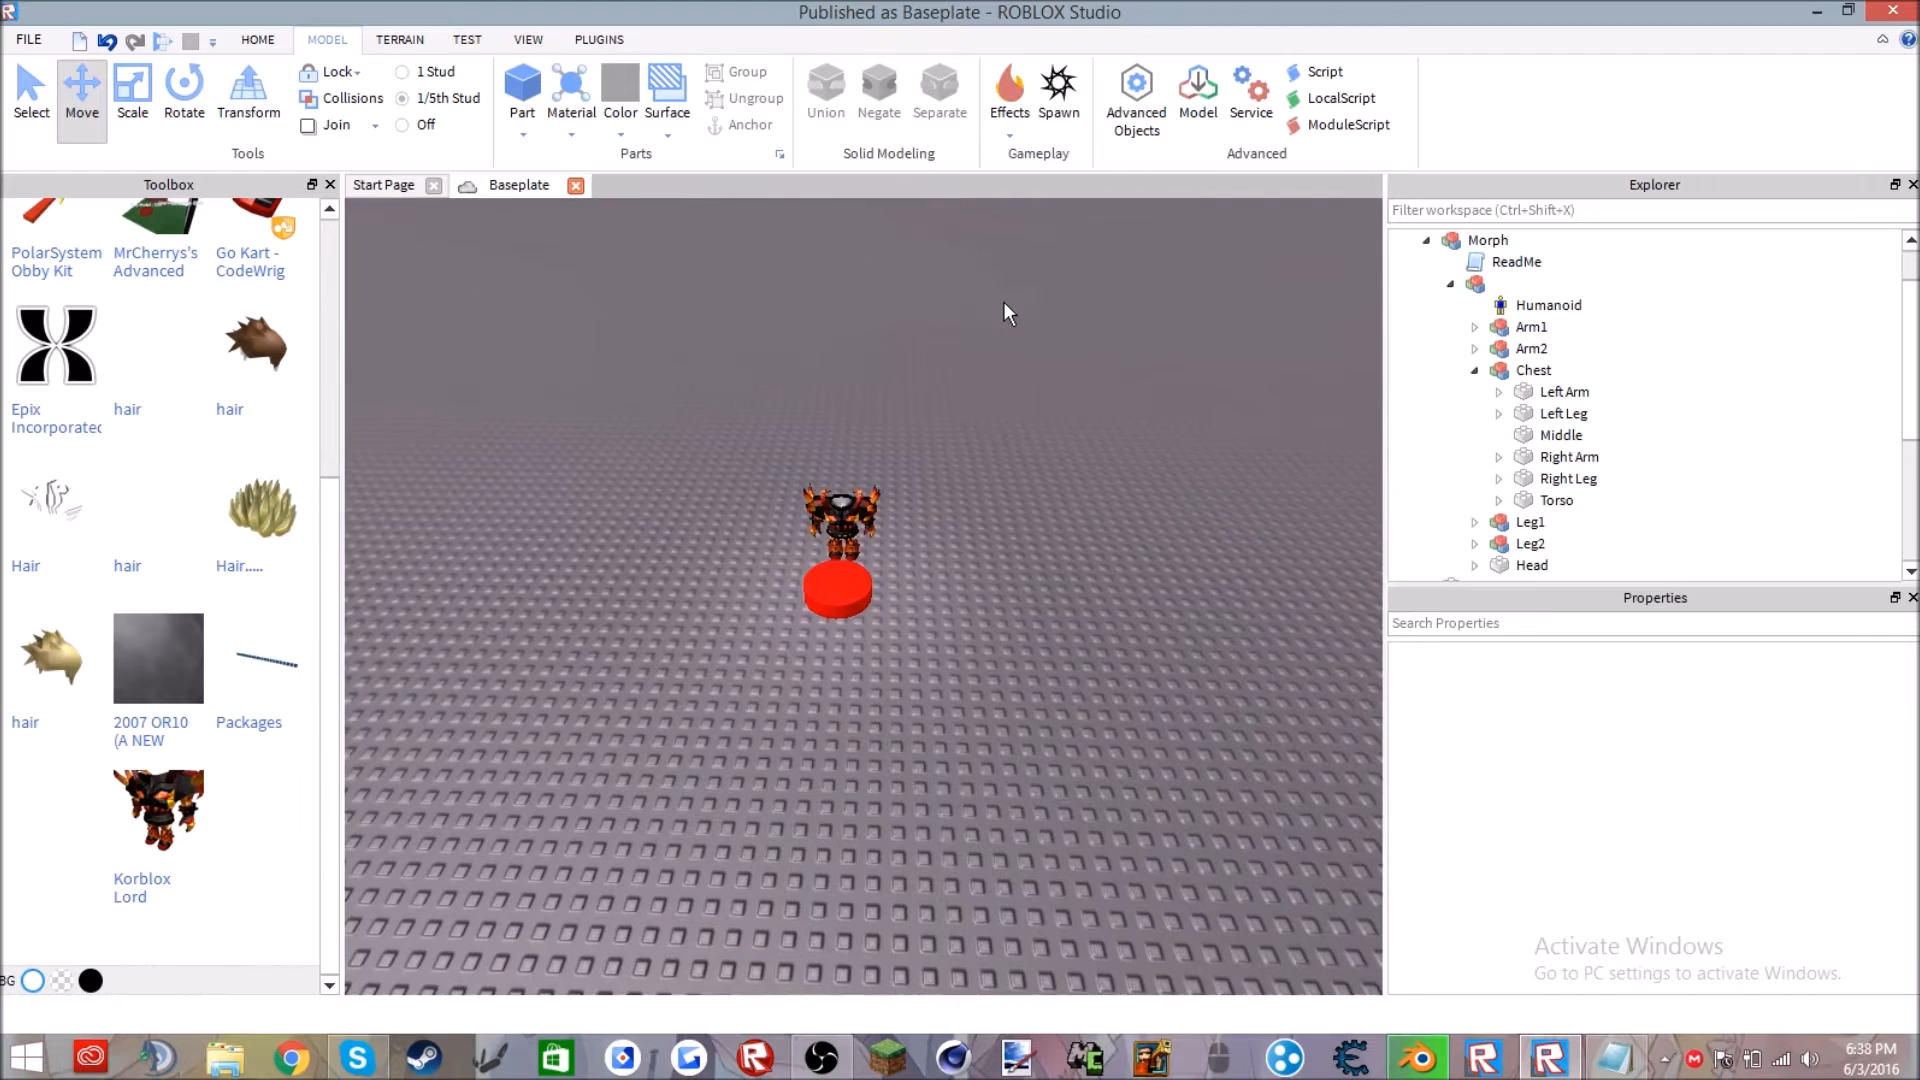 Published as Baseplate - ROBLOX Studio
FILE HOME MODEL TERRAIN TEST VIEW PLUGINS
Select Move Scale Rotate Transform
Lock
Collisions
Join
1 Stud
1/5th Stud
Off
Tools
Part Material Color Surface
Group
Ungroup
Anchor
Parts
Union Negate Separate
Solid Modeling
Effects Spawn
Gameplay
Advanced
Objects
Model Service
Script
LocalScript
ModuleScript
Advanced
Toolbox
Start Page Baseplate
Explorer
PolarSystem
Obby Kit
MrCherrys's
Advanced
Go Kart -
CodeWrig
Epix
Incorporated
hair
hair
Hair
hair
Hair.....
hair
2007 OR10
(A NEW
Packages
Korblox
Lord
BG
Filter workspace (Ctrl+Shift+X)
Morph
ReadMe
Humanoid
Arm1
Arm2
Chest
Left Arm
Left Leg
Middle
Right Arm
Right Leg
Torso
Leg1
Leg2
Head
Properties
Search Properties
Activate Windows
Go to PC settings to activate Windows.
6:38 PM
6/3/2016